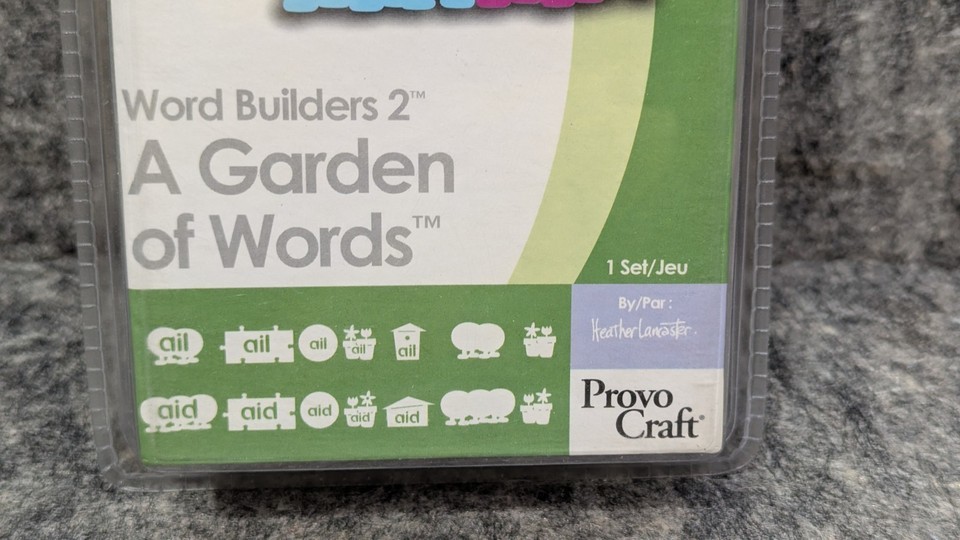 Word Builders 2™
A Garden
of Words™
1 Set/Jeu
By/Par :
Heather Lancaster.
ail ail ail ail ail
aid aid aid aid aid
Provo
Craft®